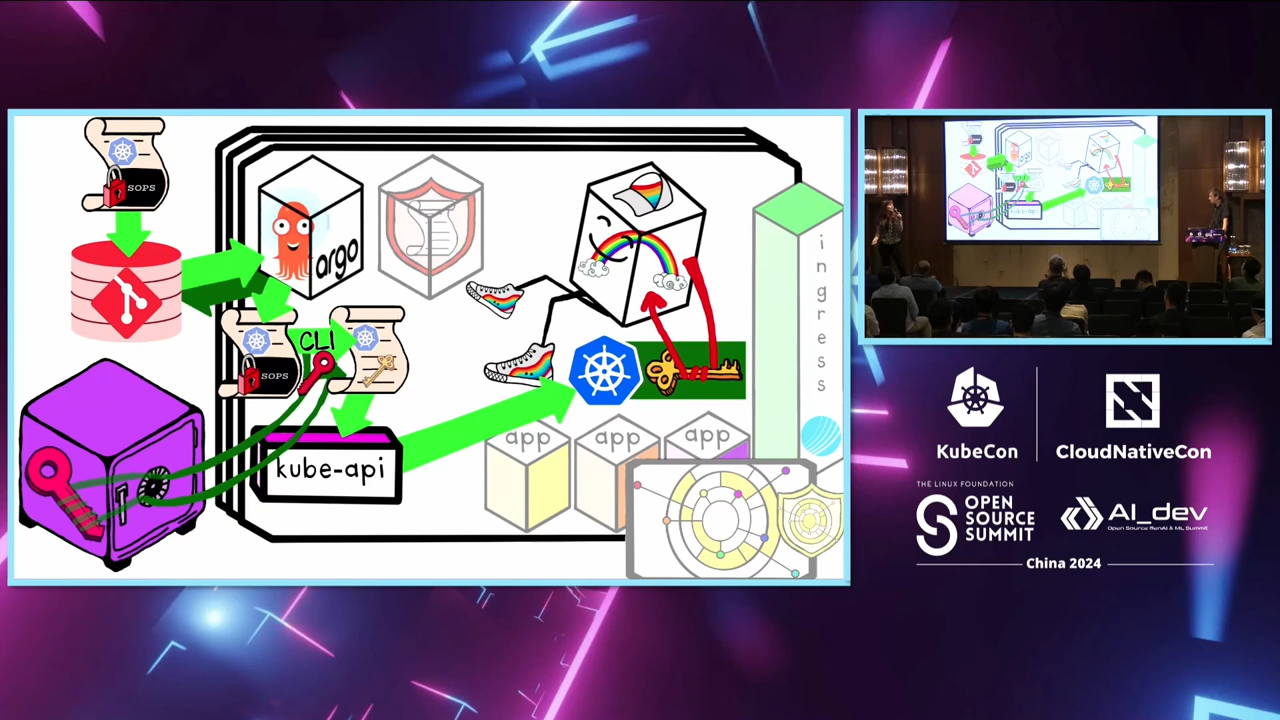 SOPS
argo
CLI
SOPS
kube-api
app
app
app
ingress
KubeCon
CloudNativeCon
THE LINUX FOUNDATION
OPEN
SOURCE
SUMMIT
AI_dev
Open Source GenAI & ML Summit
China 2024